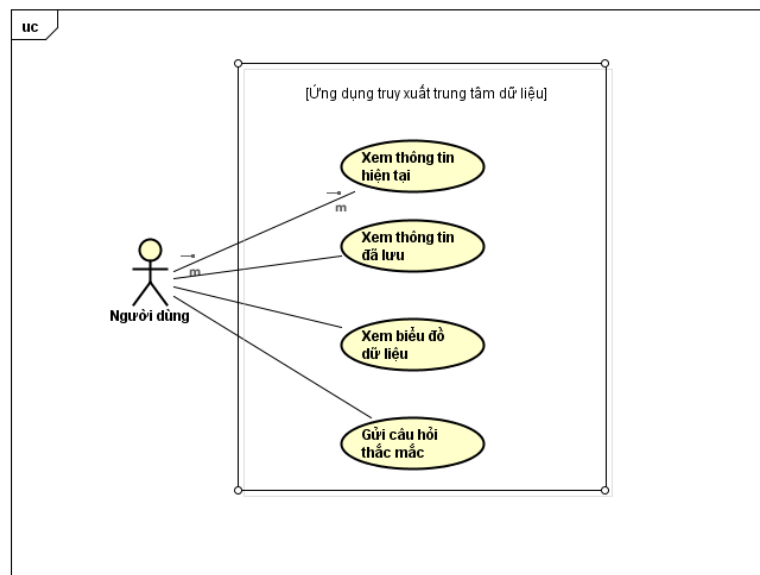 uc
[Ứng dụng truy xuất trung tâm dữ liệu]
Xem thông tin
hiện tại
m
Xem thông tin
đã lưu
m
Người dùng
Xem biểu đồ
dữ liệu
Gửi câu hỏi
thắc mắc